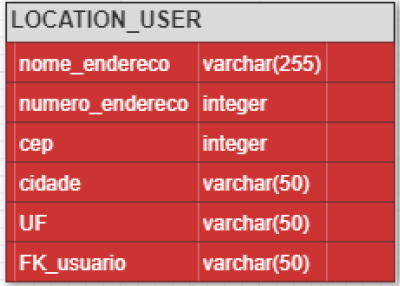 LOCATION_USER
nome_endereco varchar(255)
numero_endereco integer
cep integer
cidade varchar(50)
UF varchar(50)
FK_usuario varchar(50)